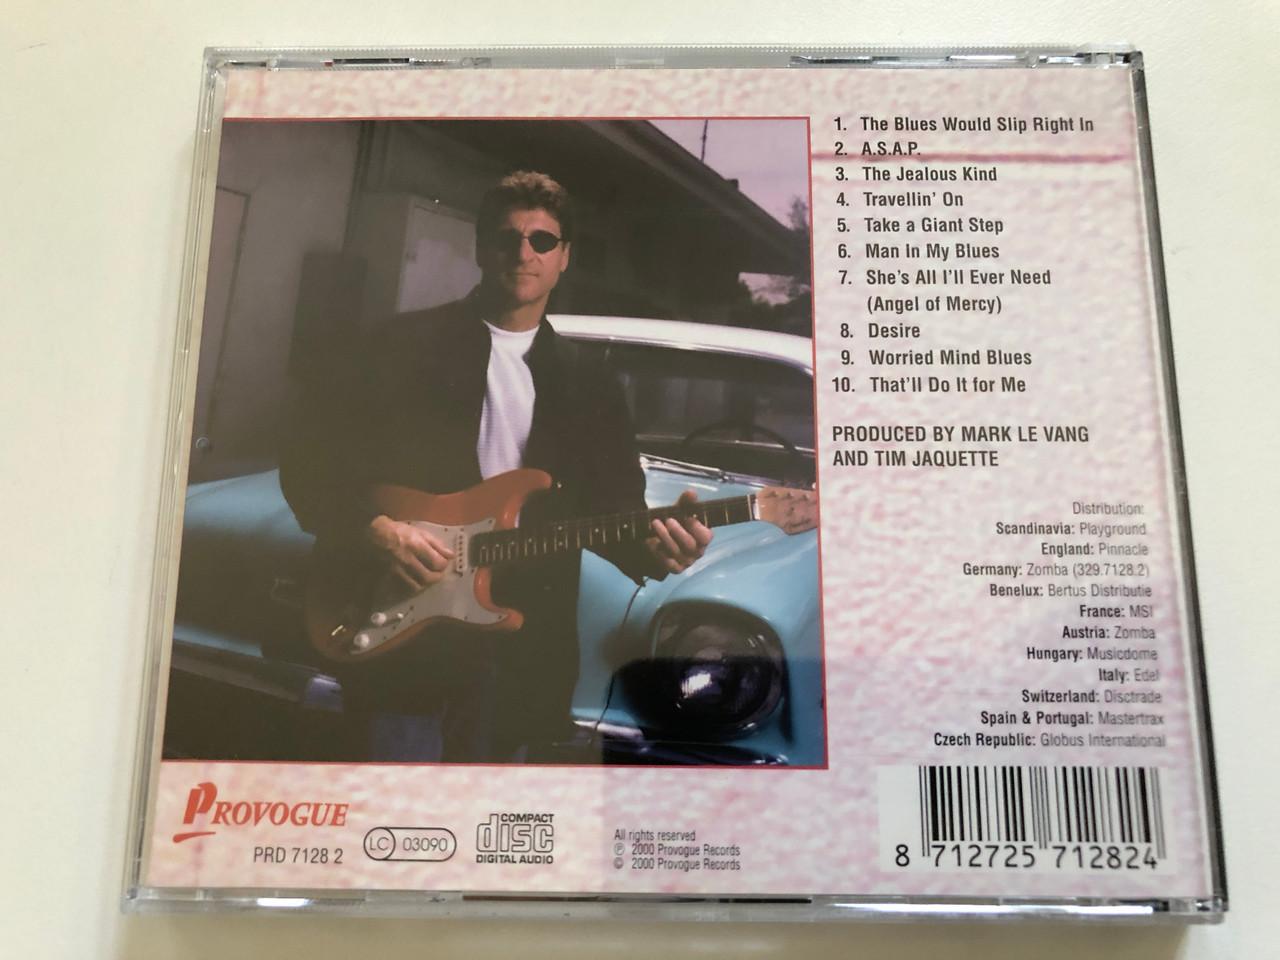 1. The Blues Would Slip Right In
2. A.S.A.P.
3. The Jealous Kind
4. Travellin' On
5. Take a Giant Step
6. Man In My Blues
7. She's All I'll Ever Need
(Angel of Mercy)
8. Desire
9. Worried Mind Blues
10. That'll Do It for Me
PRODUCED BY MARK LE VANG
AND TIM JAQUETTE
Distribution:
Scandinavia: Playground
England: Pinnacle
Germany: Zomba (329.7128.2)
Benelux: Bertus Distributie
France: MSI
Austria: Zomba
Hungary: Musicdome
Italy: Edel
Switzerland: Disctrade
Spain & Portugal: Mastertrax
Czech Republic: Globus International
PROVOGUE
PRD 7128 2
LC 03090
COMPACT
disc
DIGITAL AUDIO
All rights reserved
℗ 2000 Provogue Records
© 2000 Provogue Records
8 712725 712824